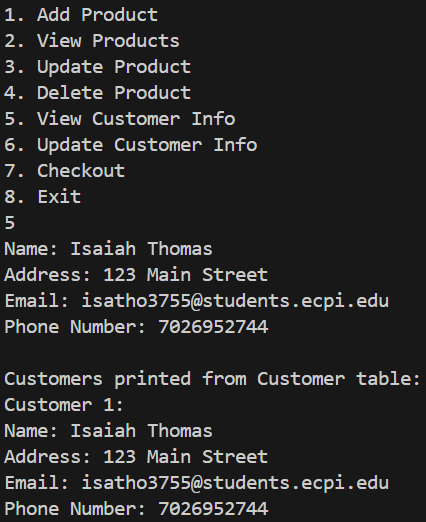 1. Add Product
2. View Products
3. Update Product
4. Delete Product
5. View Customer Info
6. Update Customer Info
7. Checkout
8. Exit
5
Name: Isaiah Thomas
Address: 123 Main Street
Email: isatho3755@students.ecpi.edu
Phone Number: 7026952744

Customers printed from Customer table:
Customer 1:
Name: Isaiah Thomas
Address: 123 Main Street
Email: isatho3755@students.ecpi.edu
Phone Number: 7026952744